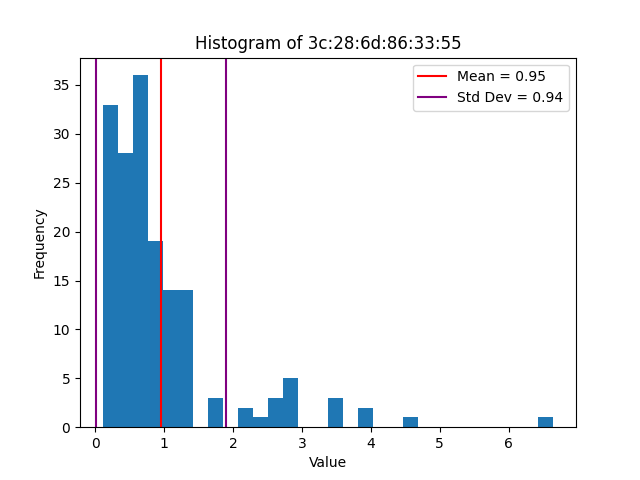 Histogram of 3c:28:6d:86:33:55
Mean = 0.95
Std Dev = 0.94
Frequency
35
30
25
20
15
10
5
0
0 1 2 3 4 5 6
Value